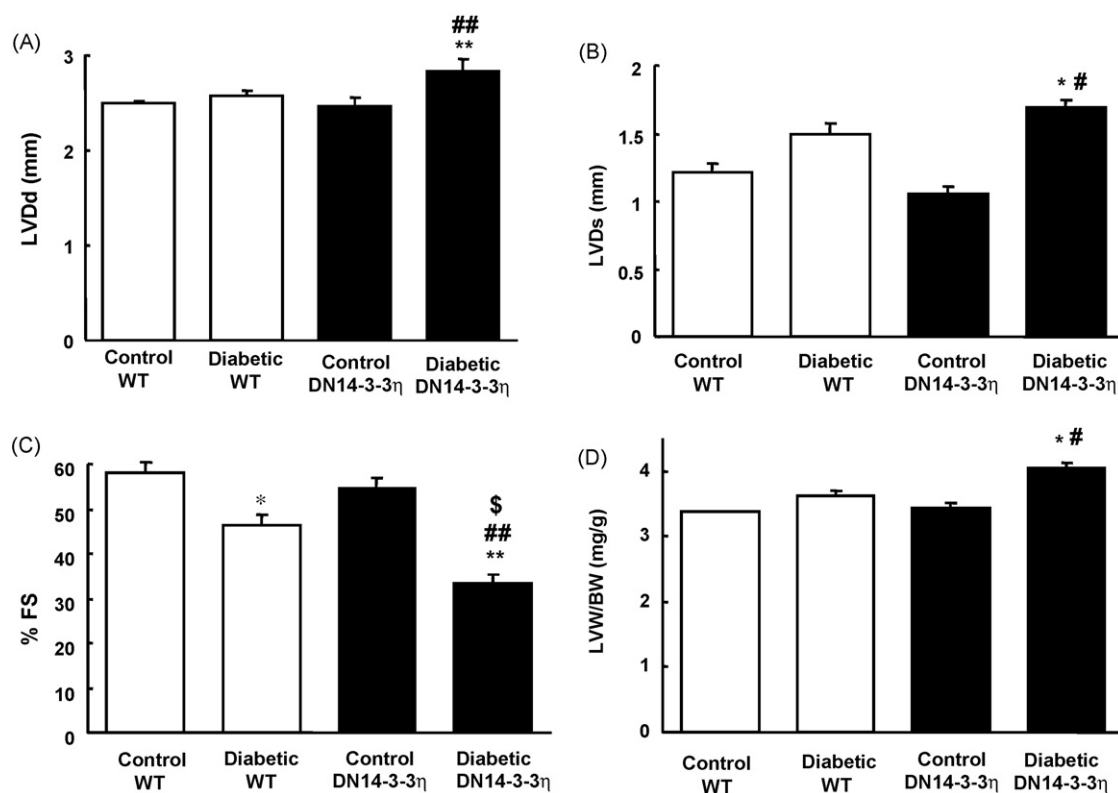 (A)
##
**
3
2
1
0
LVDd (mm)
Control
WT
Diabetic
WT
Control
DN14-3-3η
Diabetic
DN14-3-3η
(B)
* #
2
1.5
1
0.5
0
LVDs (mm)
Control
WT
Diabetic
WT
Control
DN14-3-3η
Diabetic
DN14-3-3η
(C)
$
##
**
*
60
50
40
30
20
10
0
% FS
Control
WT
Diabetic
WT
Control
DN14-3-3η
Diabetic
DN14-3-3η
(D)
* #
4
3
2
1
0
LVW/BW (mg/g)
Control
WT
Diabetic
WT
Control
DN14-3-3η
Diabetic
DN14-3-3η